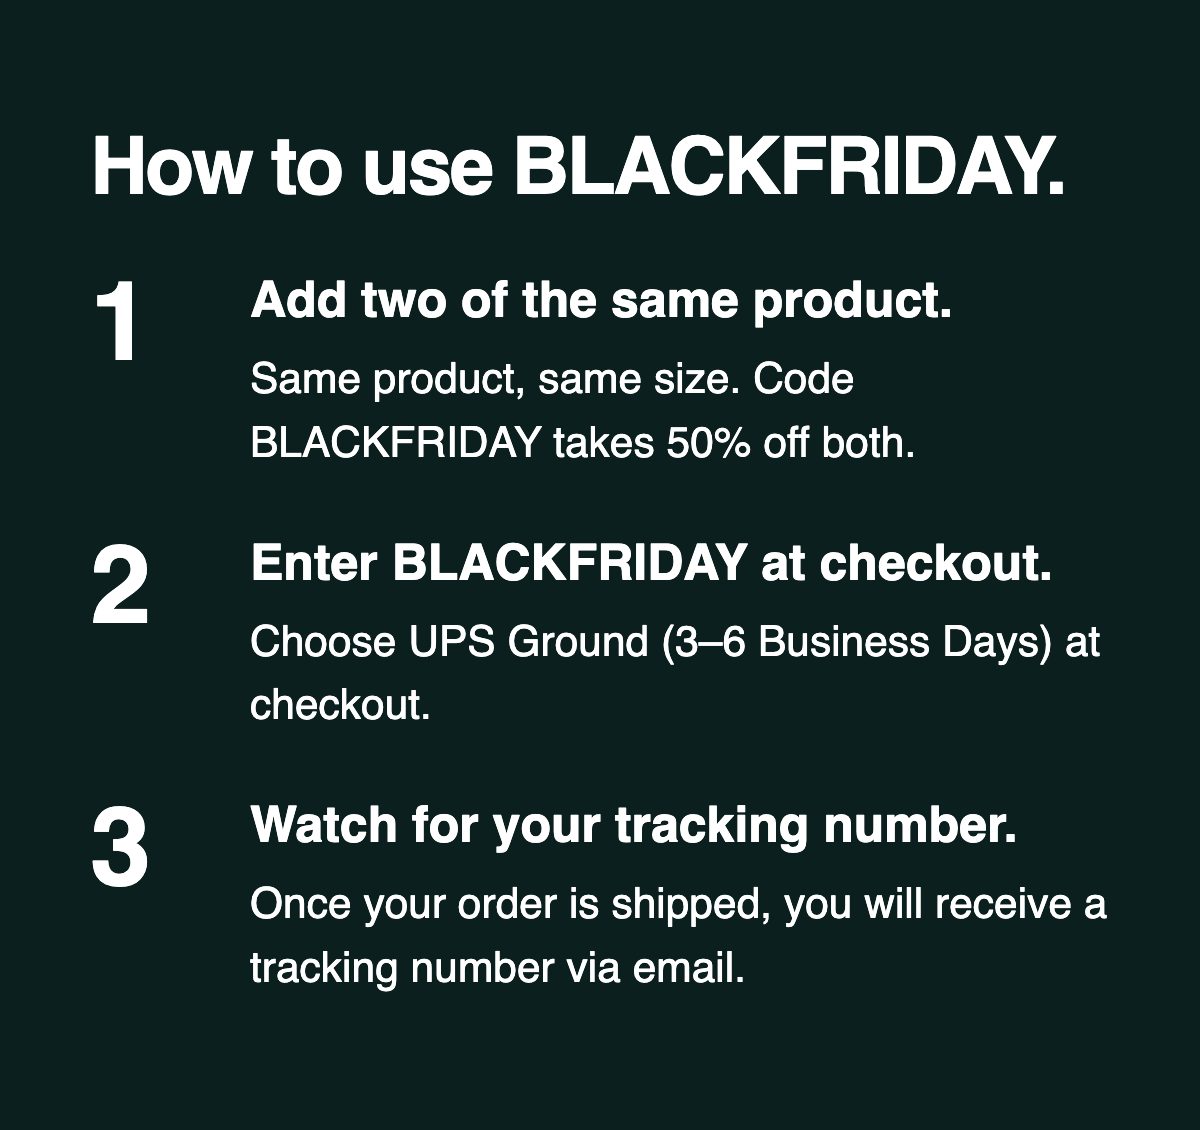 How to use BLACKFRIDAY.
1
Add two of the same product.
Same product, same size. Code
BLACKFRIDAY takes 50% off both.
2
Enter BLACKFRIDAY at checkout.
Choose UPS Ground (3–6 Business Days) at
checkout.
3
Watch for your tracking number.
Once your order is shipped, you will receive a
tracking number via email.